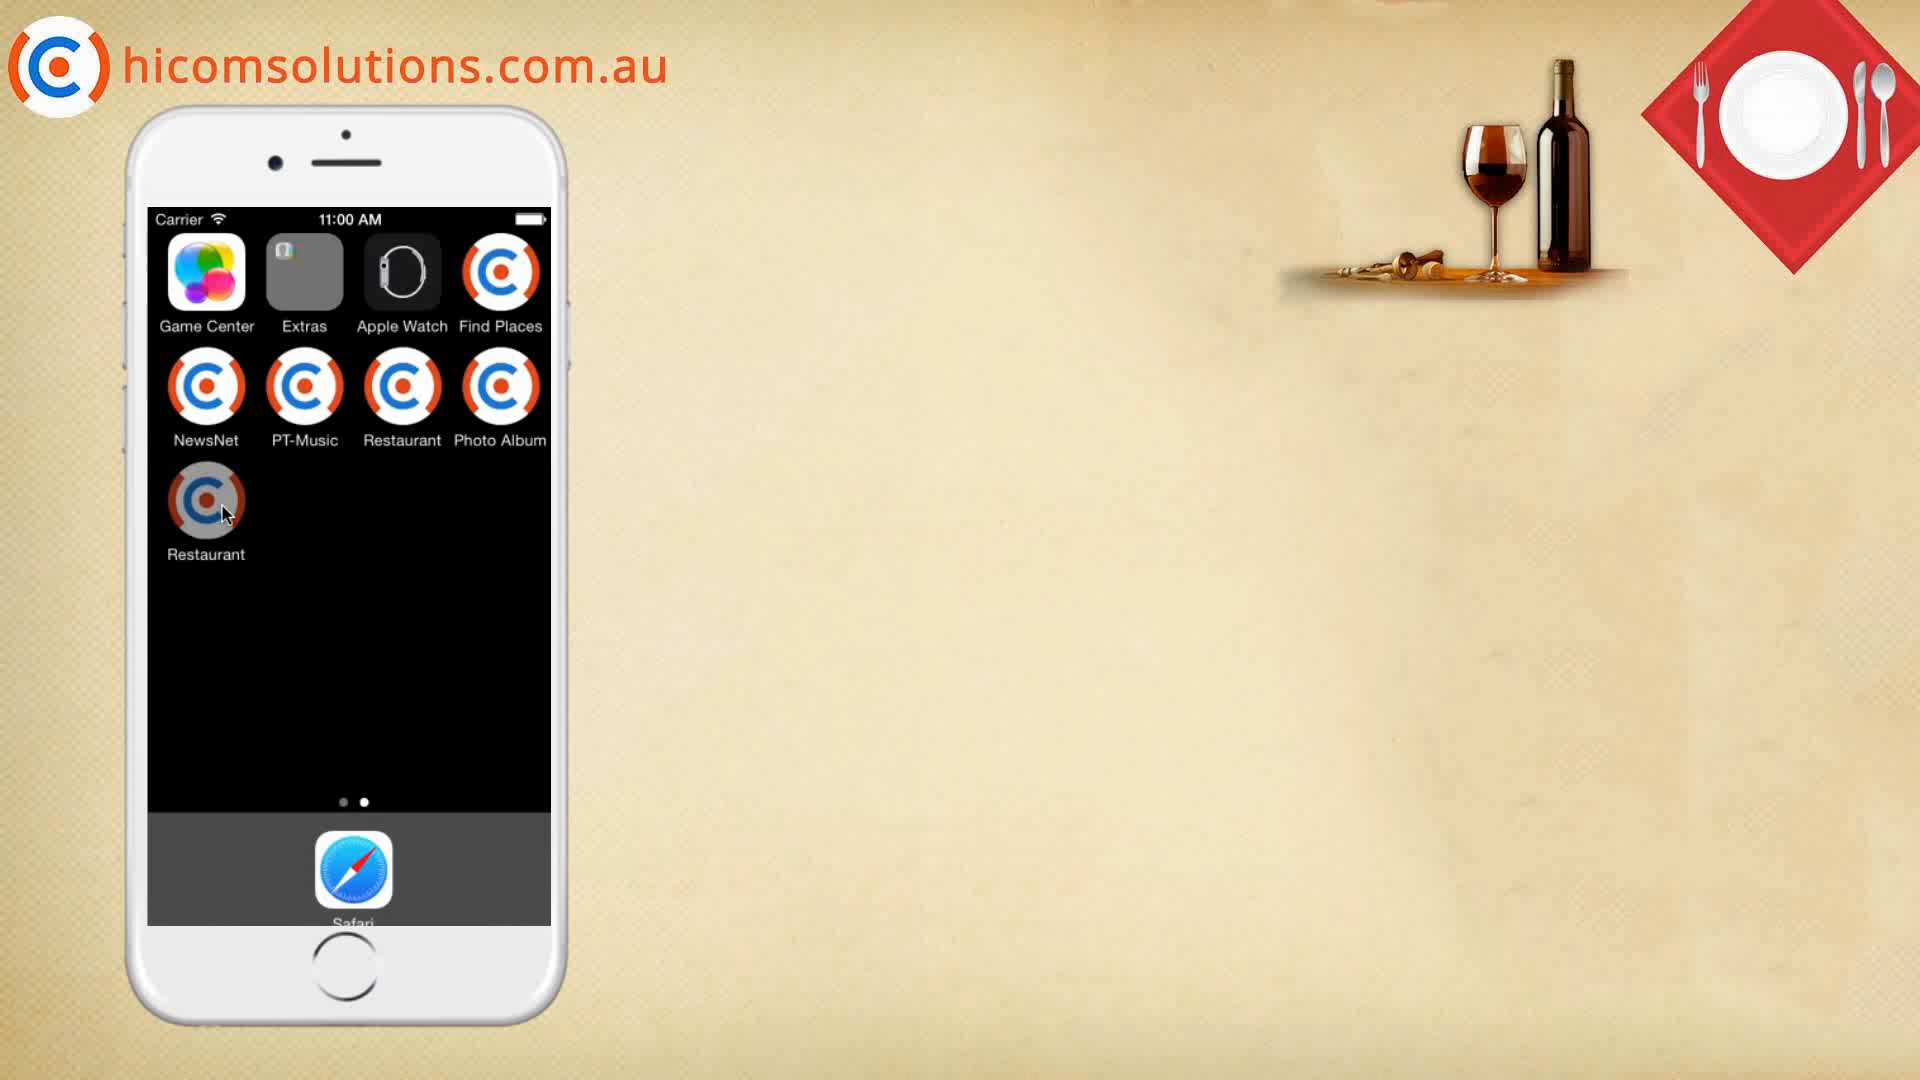 hicomsolutions.com.au
Carrier 11:00 AM
Game Center Extras Apple Watch Find Places
NewsNet PT-Music Restaurant Photo Album
Restaurant
Safari